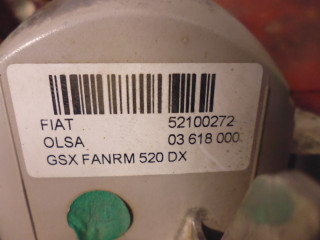 FIAT 52100272
OLSA 03 618 000
GSX FANRM 520 DX